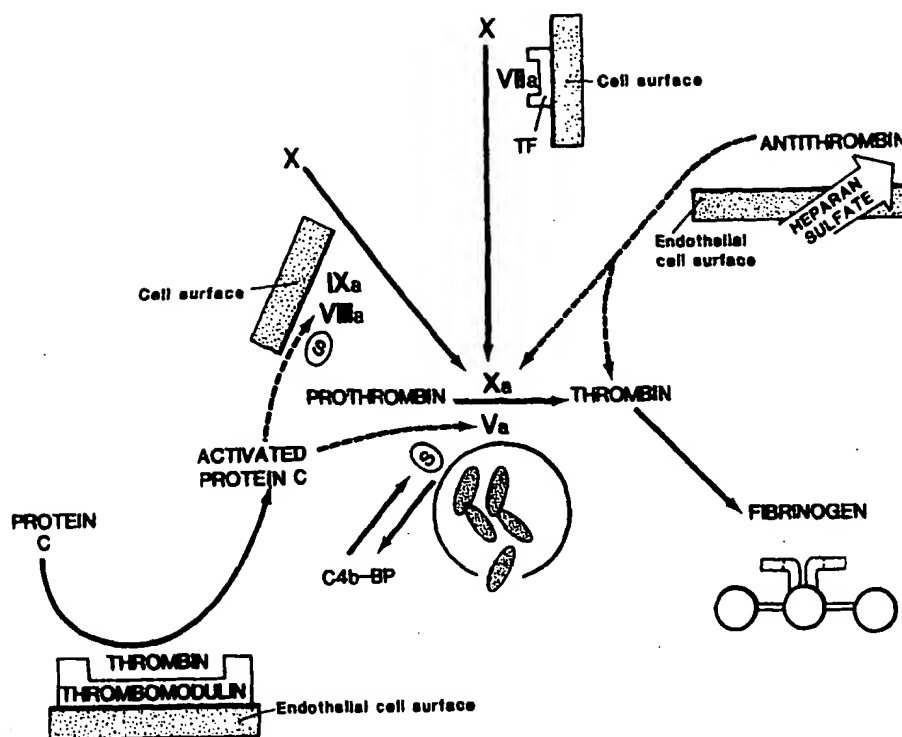 X
VIIa
Cell surface
TF
ANTITHROMBIN
HEPARAN
SULFATE
Endothelial
cell surface
X
Cell surface
IXa
VIIIa
S
PROTHROMBIN
Xa
THROMBIN
Va
ACTIVATED
PROTEIN C
S
PROTEIN
C
C4b-BP
FIBRINOGEN
THROMBIN
THROMBOMODULIN
Endothelial cell surface